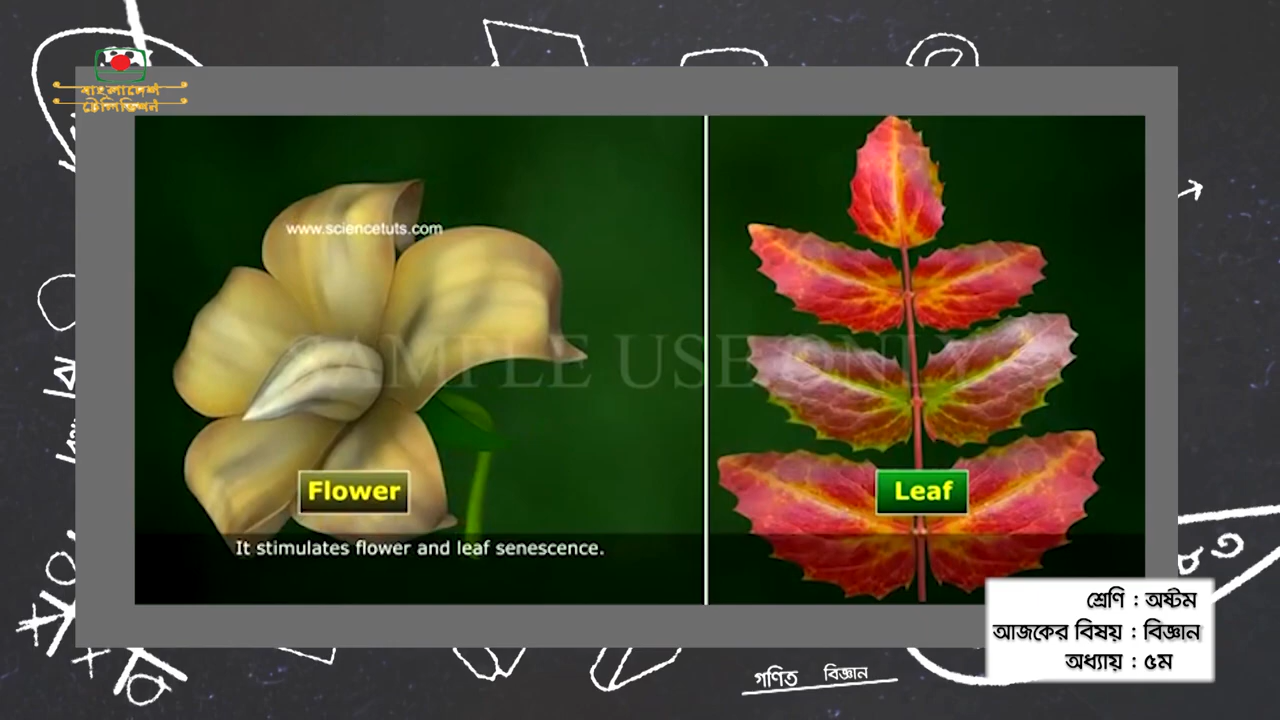 বাংলাদেশ
টেলিভিশন
www.sciencetuts.com
SAMPLE USE ONLY
Flower
Leaf
It stimulates flower and leaf senescence.
শ্রেণি : অষ্টম
আজকের বিষয় : বিজ্ঞান
অধ্যায় : ৫ম
গণিত বিজ্ঞান